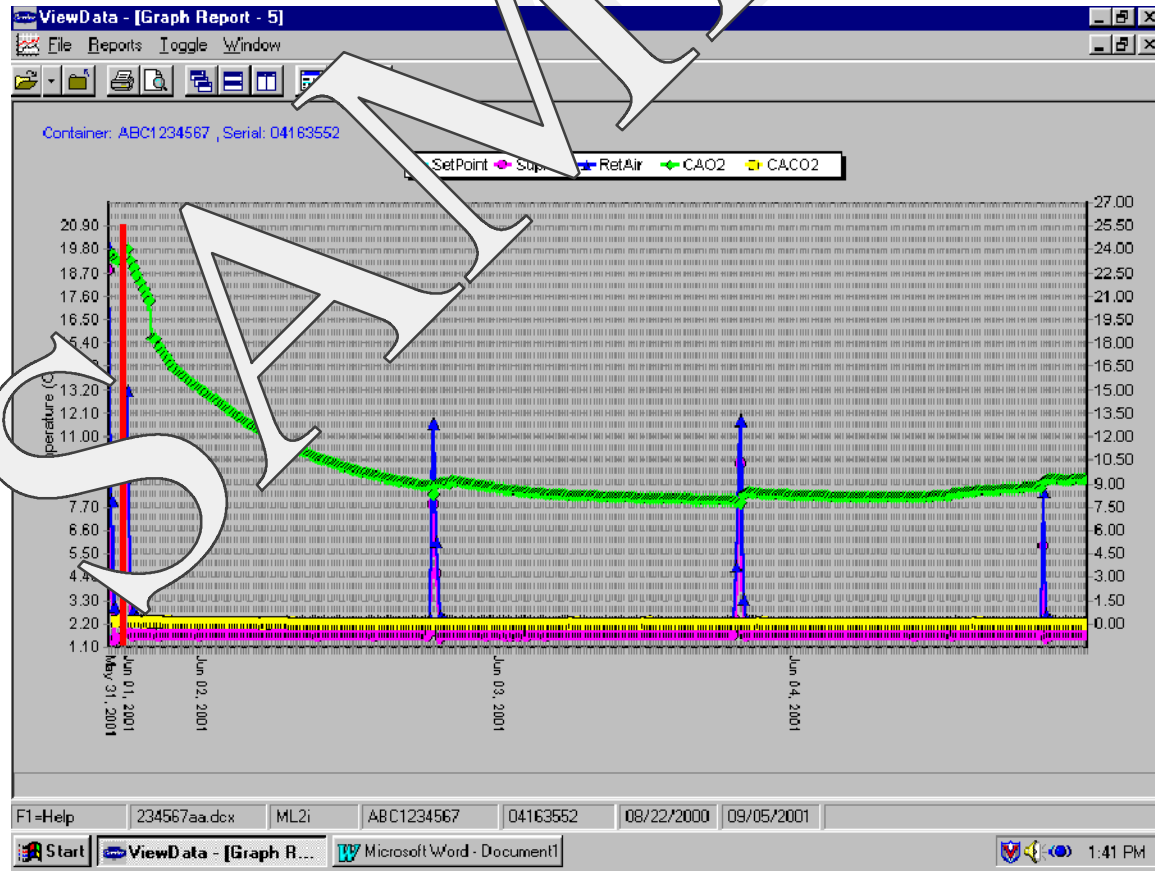 ViewData - [Graph Report - 5]
File Reports Toggle Window
Container: ABC1234567 , Serial: 04163552
SetPoint RetAir CAO2 CACO2
20.90
19.80
18.70
17.60
16.50
13.20
12.10
11.00
7.70
6.60
5.50
3.30
2.20
1.10
27.00
25.50
24.00
22.50
21.00
19.50
18.00
16.50
15.00
13.50
12.00
10.50
9.00
7.50
6.00
4.50
3.00
1.50
0.00
May 31, 2001
Jun 01, 2001
Jun 02, 2001
Jun 03, 2001
Jun 04, 2001
SAM
F1=Help 234567aa.dcx ML2i ABC1234567 04163552 08/22/2000 09/05/2001
Start ViewData - [Graph R... Microsoft Word - Document1 1:41 PM